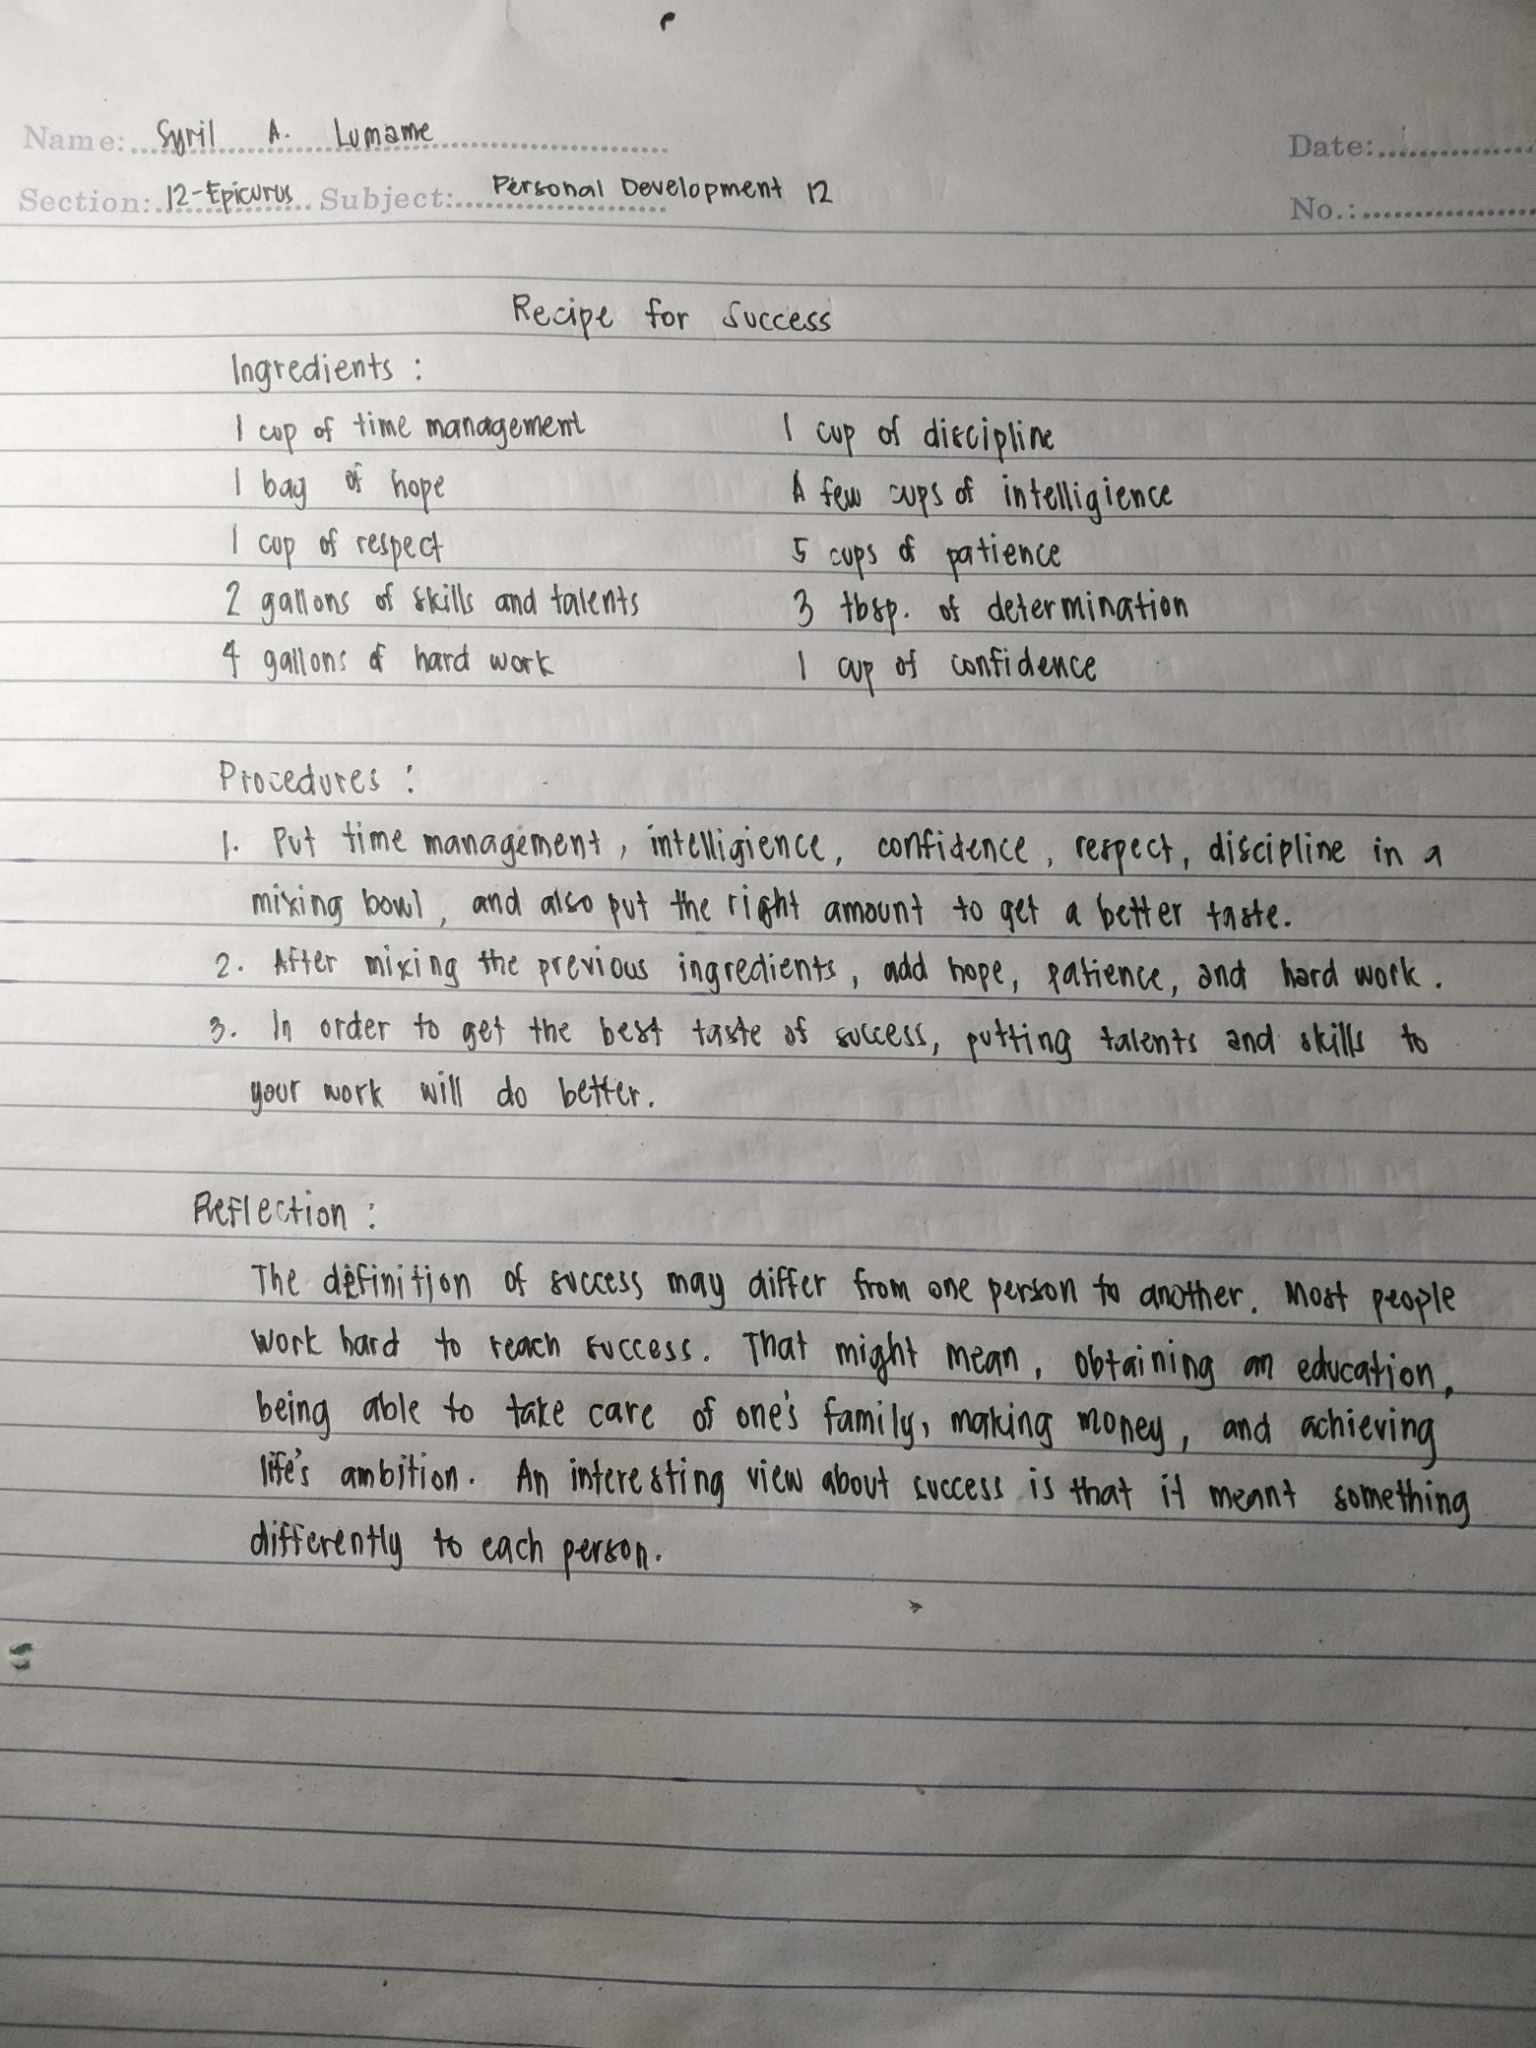 Name: Syril A. Lumame Date:
Section: 12-Epicurus Subject: Personal Development 12 No.:
Recipe for Success
Ingredients :
1 cup of time management 1 cup of discipline
1 bag of hope A few cups of intelligience
1 cup of respect 5 cups of patience
2 gallons of skills and talents 3 tbsp. of determination
4 gallons of hard work 1 cup of confidence
Procedures :
1. Put time management, intelligience, confidence, respect, discipline in a
mixing bowl, and also put the right amount to get a better taste.
2. After mixing the previous ingredients, add hope, patience, and hard work.
3. In order to get the best taste of success, putting talents and skills to
your work will do better.
Reflection :
The definition of success may differ from one person to another. Most people
work hard to reach success. That might mean, obtaining an education,
being able to take care of one's family, making money, and achieving
life's ambition. An interesting view about success is that it meant something
differently to each person.